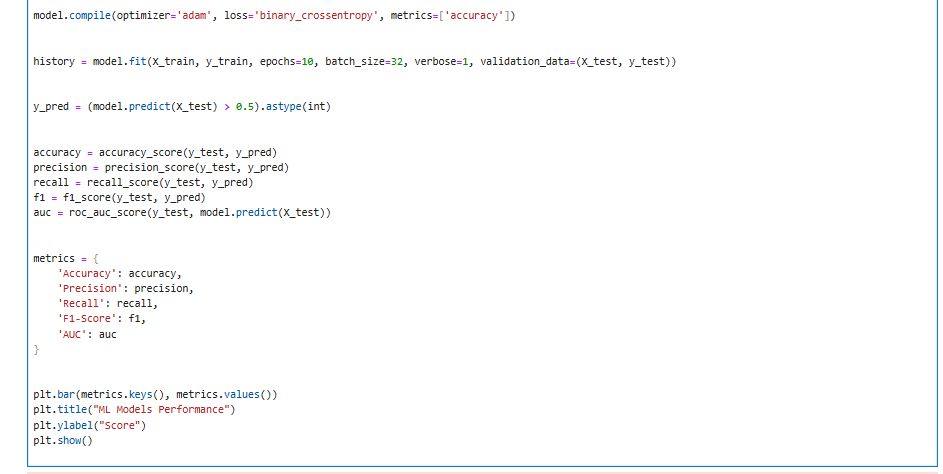 model.compile(optimizer='adam', loss='binary_crossentropy', metrics=['accuracy'])
history = model.fit(X_train, y_train, epochs=10, batch_size=32, verbose=1, validation_data=(X_test, y_test))
y_pred = (model.predict(X_test) > 0.5).astype(int)
accuracy = accuracy_score(y_test, y_pred)
precision = precision_score(y_test, y_pred)
recall = recall_score(y_test, y_pred)
f1 = f1_score(y_test, y_pred)
auc = roc_auc_score(y_test, model.predict(X_test))
metrics = {
    'Accuracy': accuracy,
    'Precision': precision,
    'Recall': recall,
    'F1-Score': f1,
    'AUC': auc
}
plt.bar(metrics.keys(), metrics.values())
plt.title("ML Models Performance")
plt.ylabel("Score")
plt.show()